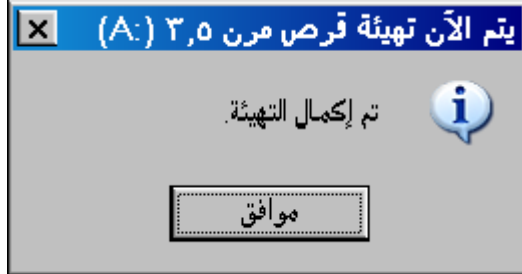 يتم الآن تهيئة قرص مرن ٣,٥ (A:)
تم إكمال التهيئة.
موافق